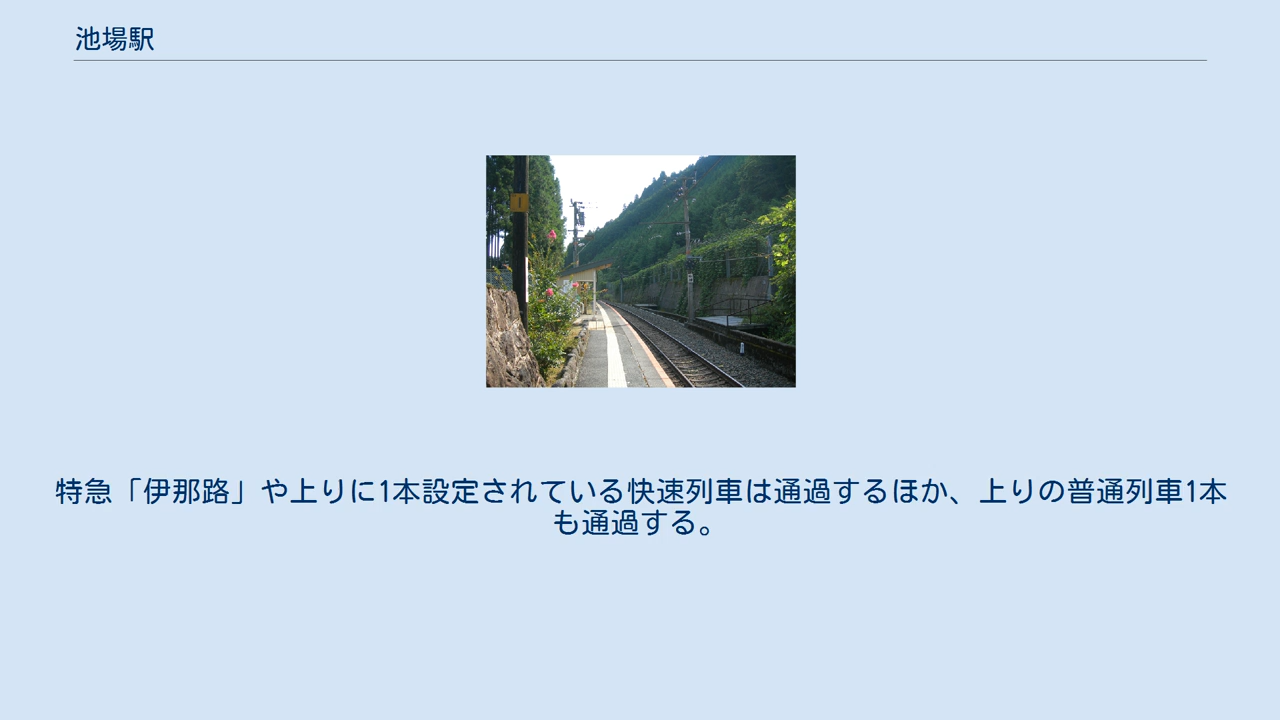 池場駅
特急「伊那路」や上りに1本設定されている快速列車は通過するほか、上りの普通列車1本
も通過する。